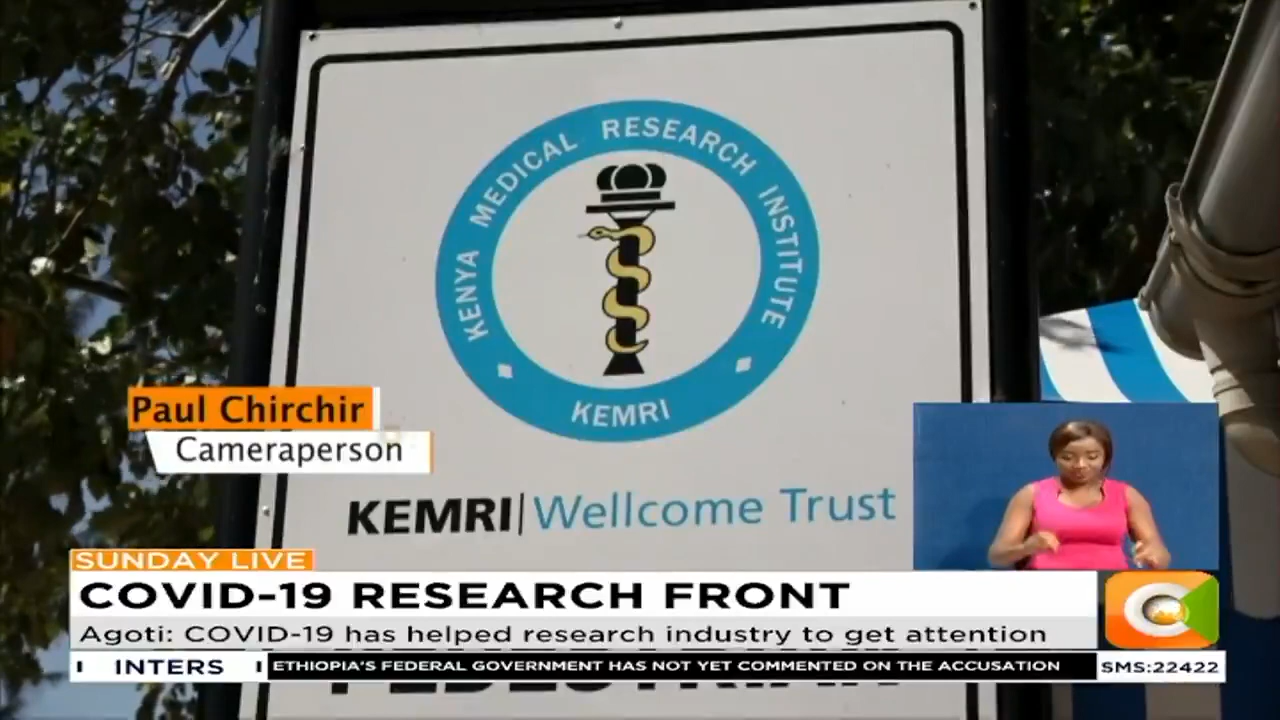 KENYA MEDICAL RESEARCH INSTITUTE
KEMRI
Paul Chirchir
Cameraperson
KEMRI | Wellcome Trust
SUNDAY LIVE
COVID-19 RESEARCH FRONT
Agoti: COVID-19 has helped research industry to get attention
INTERS
ETHIOPIA'S FEDERAL GOVERNMENT HAS NOT YET COMMENTED ON THE ACCUSATION
SMS:22422